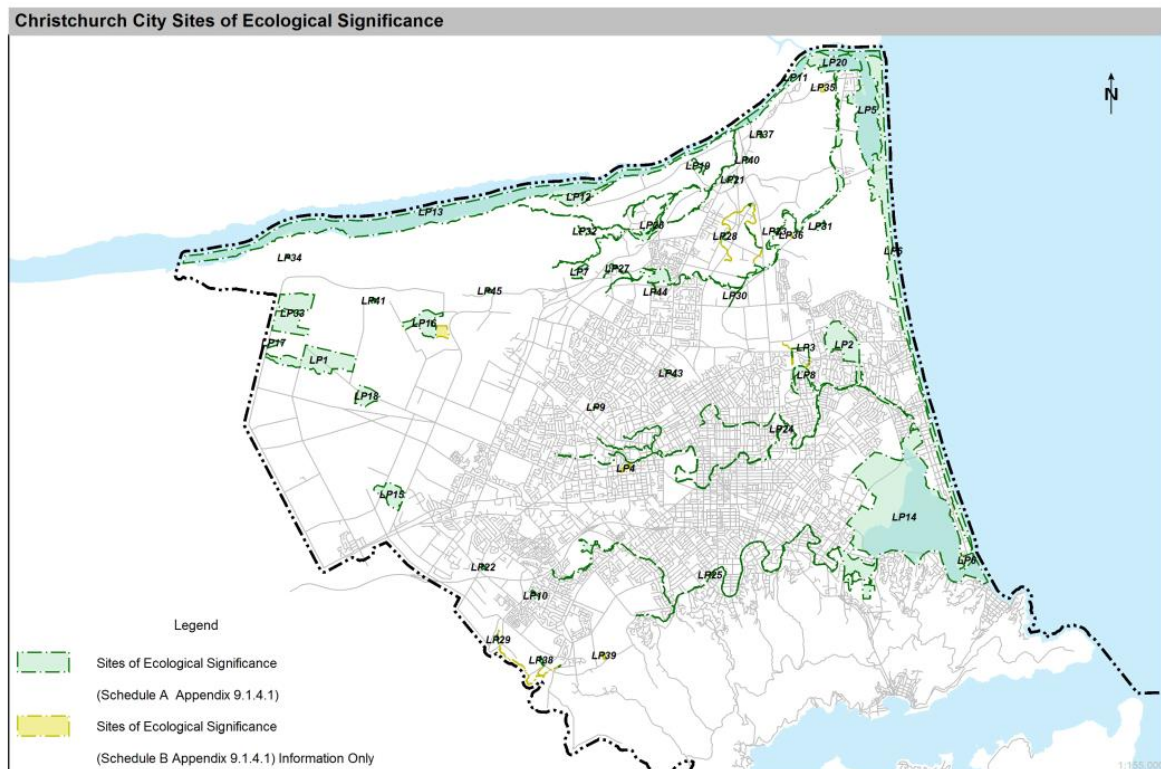 Christchurch City Sites of Ecological Significance
LP20
LP11
LP35
N
LP5
LP37
LP40
LP19
LP21
LP12
LP13
LP31
LP32
LP28
LP36
LP34
LP7
LP27
LP45
LP44
LP30
LP41
LP33
LP16
LP17
LP3
LP2
LP1
LP43
LP8
LP18
LP9
LP24
LP4
LP15
LP14
LP6
LP22
LP25
LP10
Legend
LP29
LP38
LP39
Sites of Ecological Significance
(Schedule A Appendix 9.1.4.1)
Sites of Ecological Significance
(Schedule B Appendix 9.1.4.1) Information Only